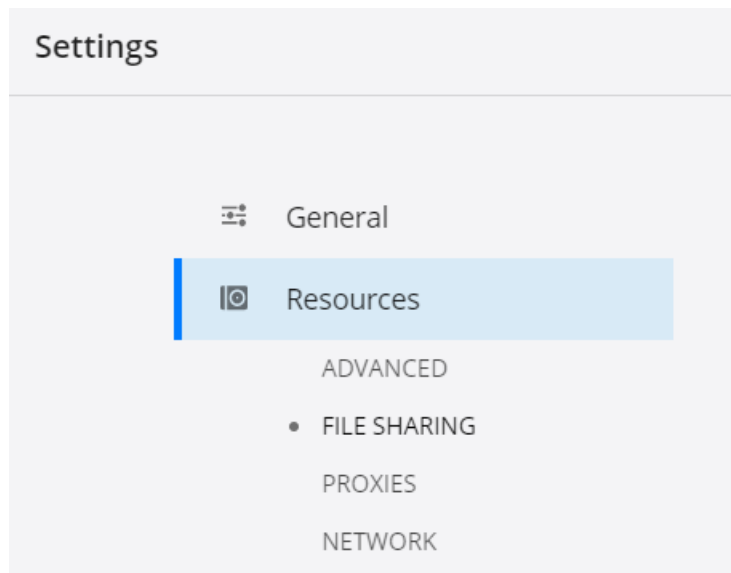 Settings
General
Resources
ADVANCED
FILE SHARING
PROXIES
NETWORK